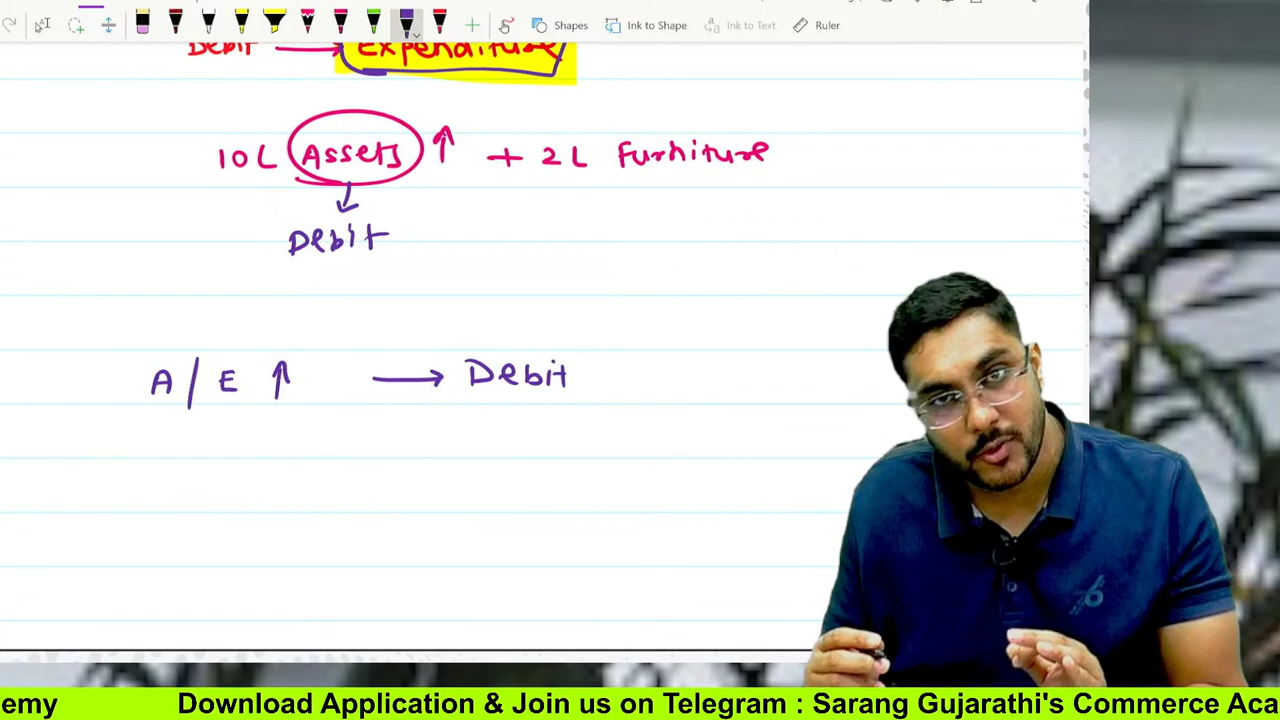 Shapes Ink to Shape Ink to Text Ruler
Debit → Expenditure
10L Assets ↑ + 2L Furniture
↓
Debit
A/E ↑ → Debit
emy Download Application & Join us on Telegram : Sarang Gujarathi's Commerce Aca